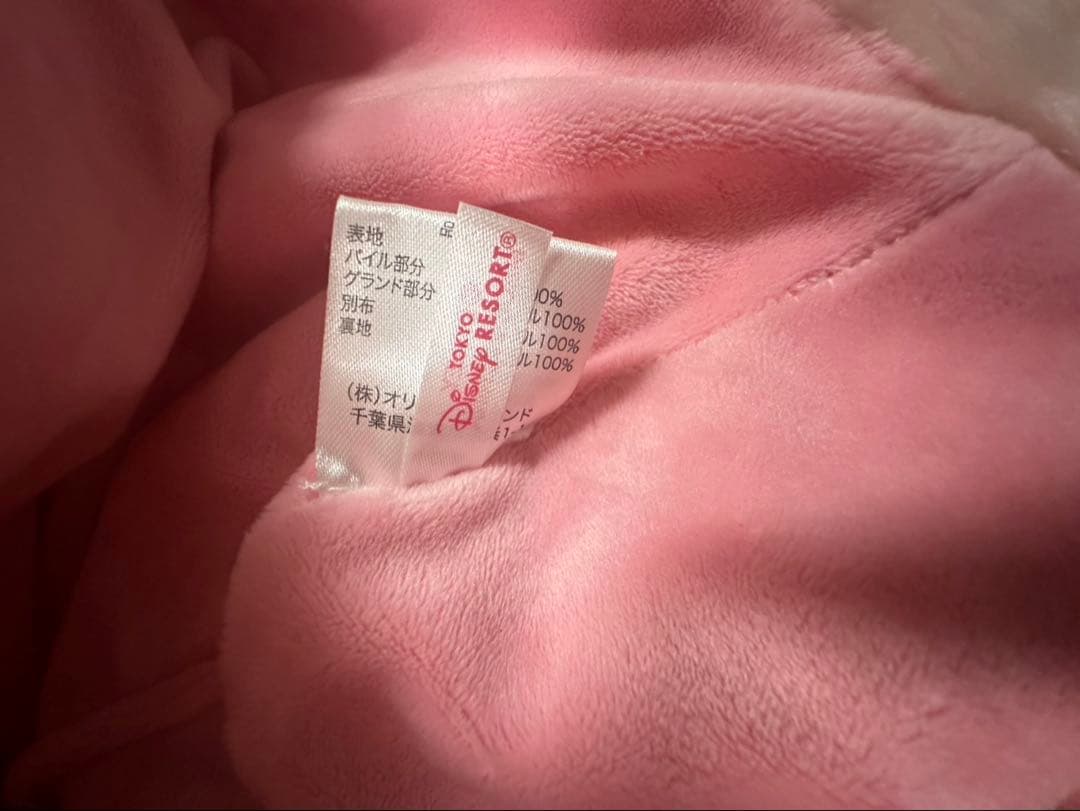 表地
パイル部分
グランド部分
別布
裏地
(株)オリ
千葉県
品
TOKYO
DISNEY RESORT®
00%
ル100%
ル100%
ル100%
ンド
1-